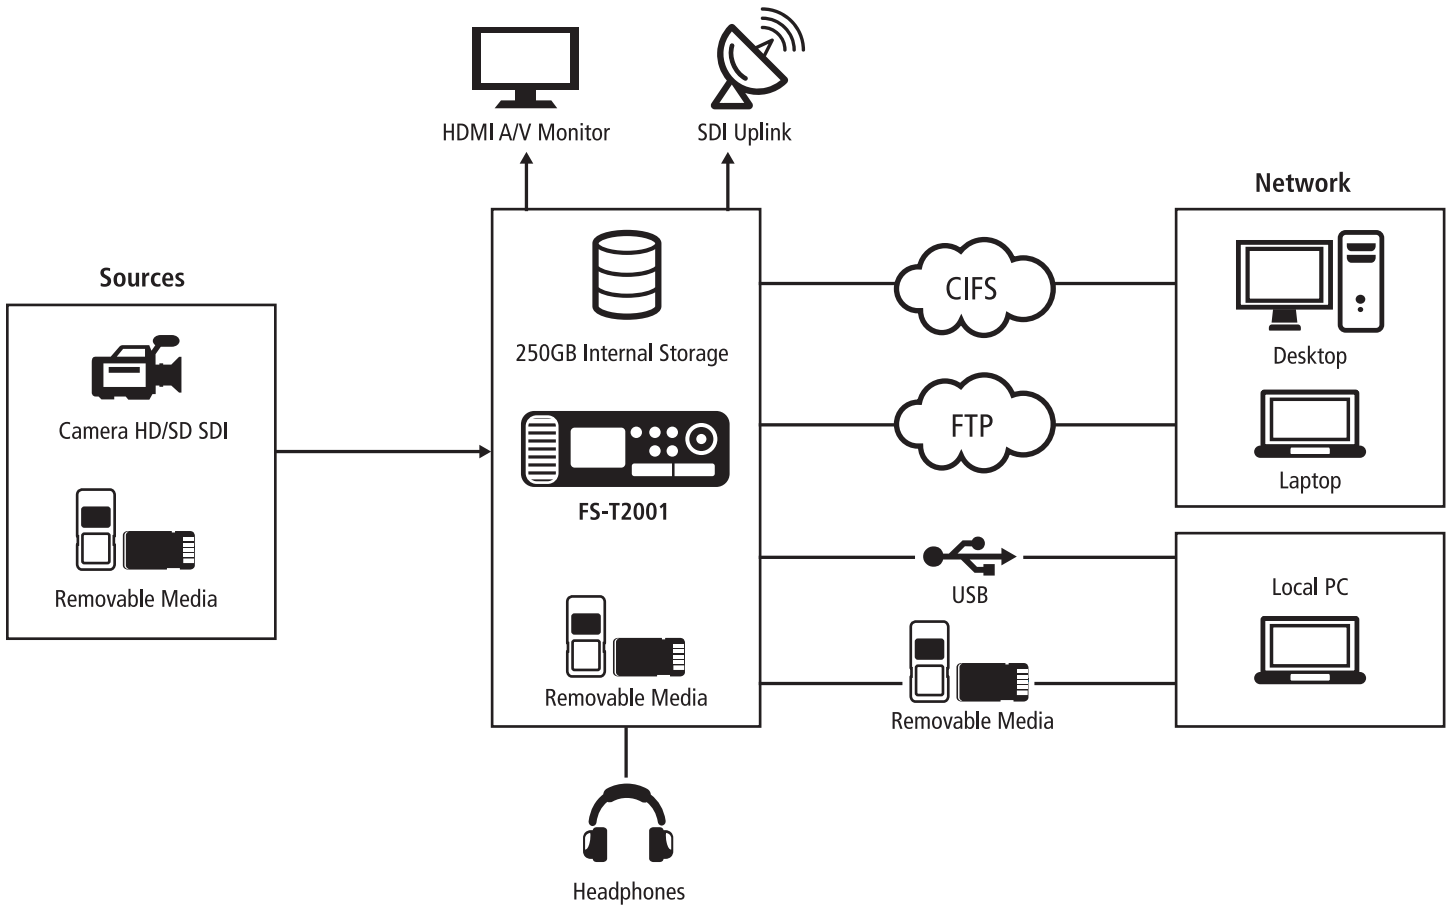 HDMI A/V Monitor
SDI Uplink
Network
Sources
CIFS
250GB Internal Storage
Desktop
Camera HD/SD SDI
FTP
Laptop
FS-T2001
USB
Local PC
Removable Media
Removable Media
Removable Media
Headphones